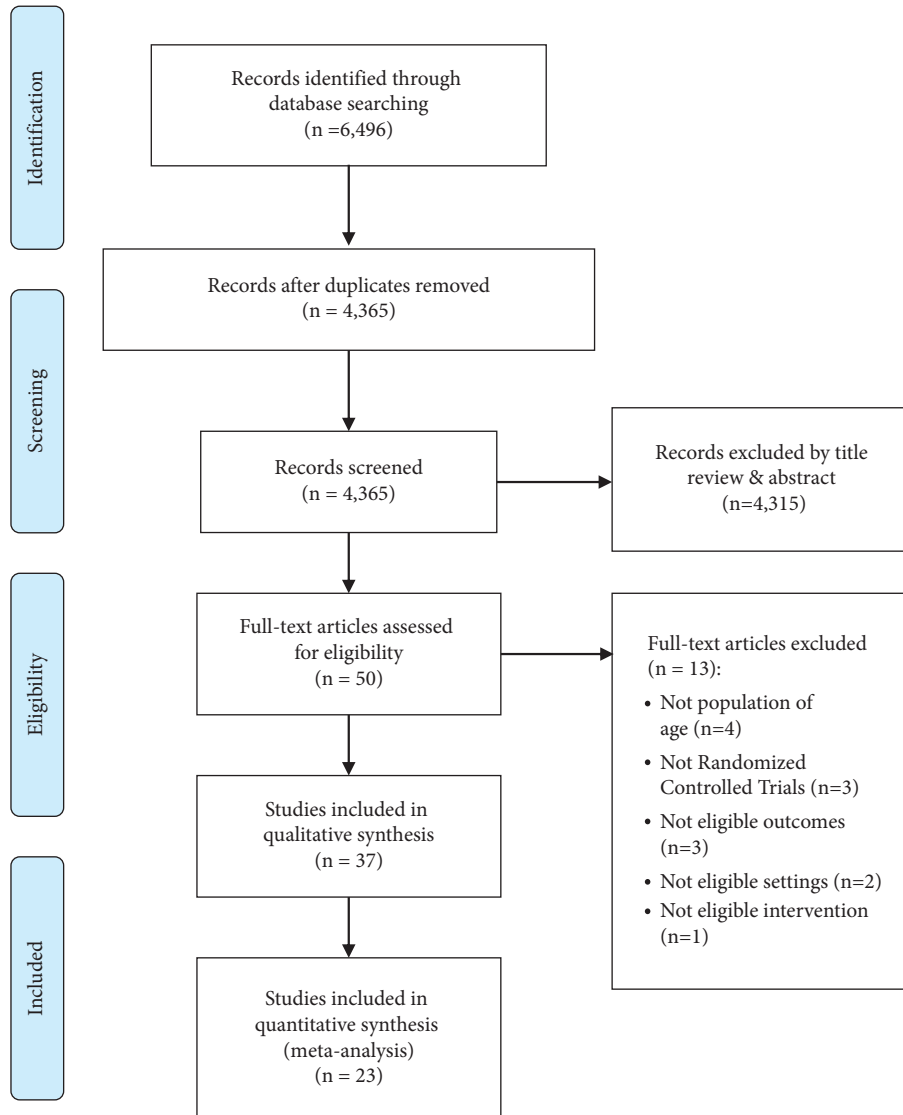 Identification
Records identified through
database searching
(n =6,496)
Records after duplicates removed
(n = 4,365)
Screening
Records screened
(n = 4,365)
Records excluded by title
review & abstract
(n=4,315)
Eligibility
Full-text articles assessed
for eligibility
(n = 50)
Full-text articles excluded
(n = 13):
• Not population of
age (n=4)
• Not Randomized
Controlled Trials (n=3)
• Not eligible outcomes
(n=3)
• Not eligible settings (n=2)
• Not eligible intervention
(n=1)
Studies included in
qualitative synthesis
(n = 37)
Included
Studies included in
quantitative synthesis
(meta-analysis)
(n = 23)